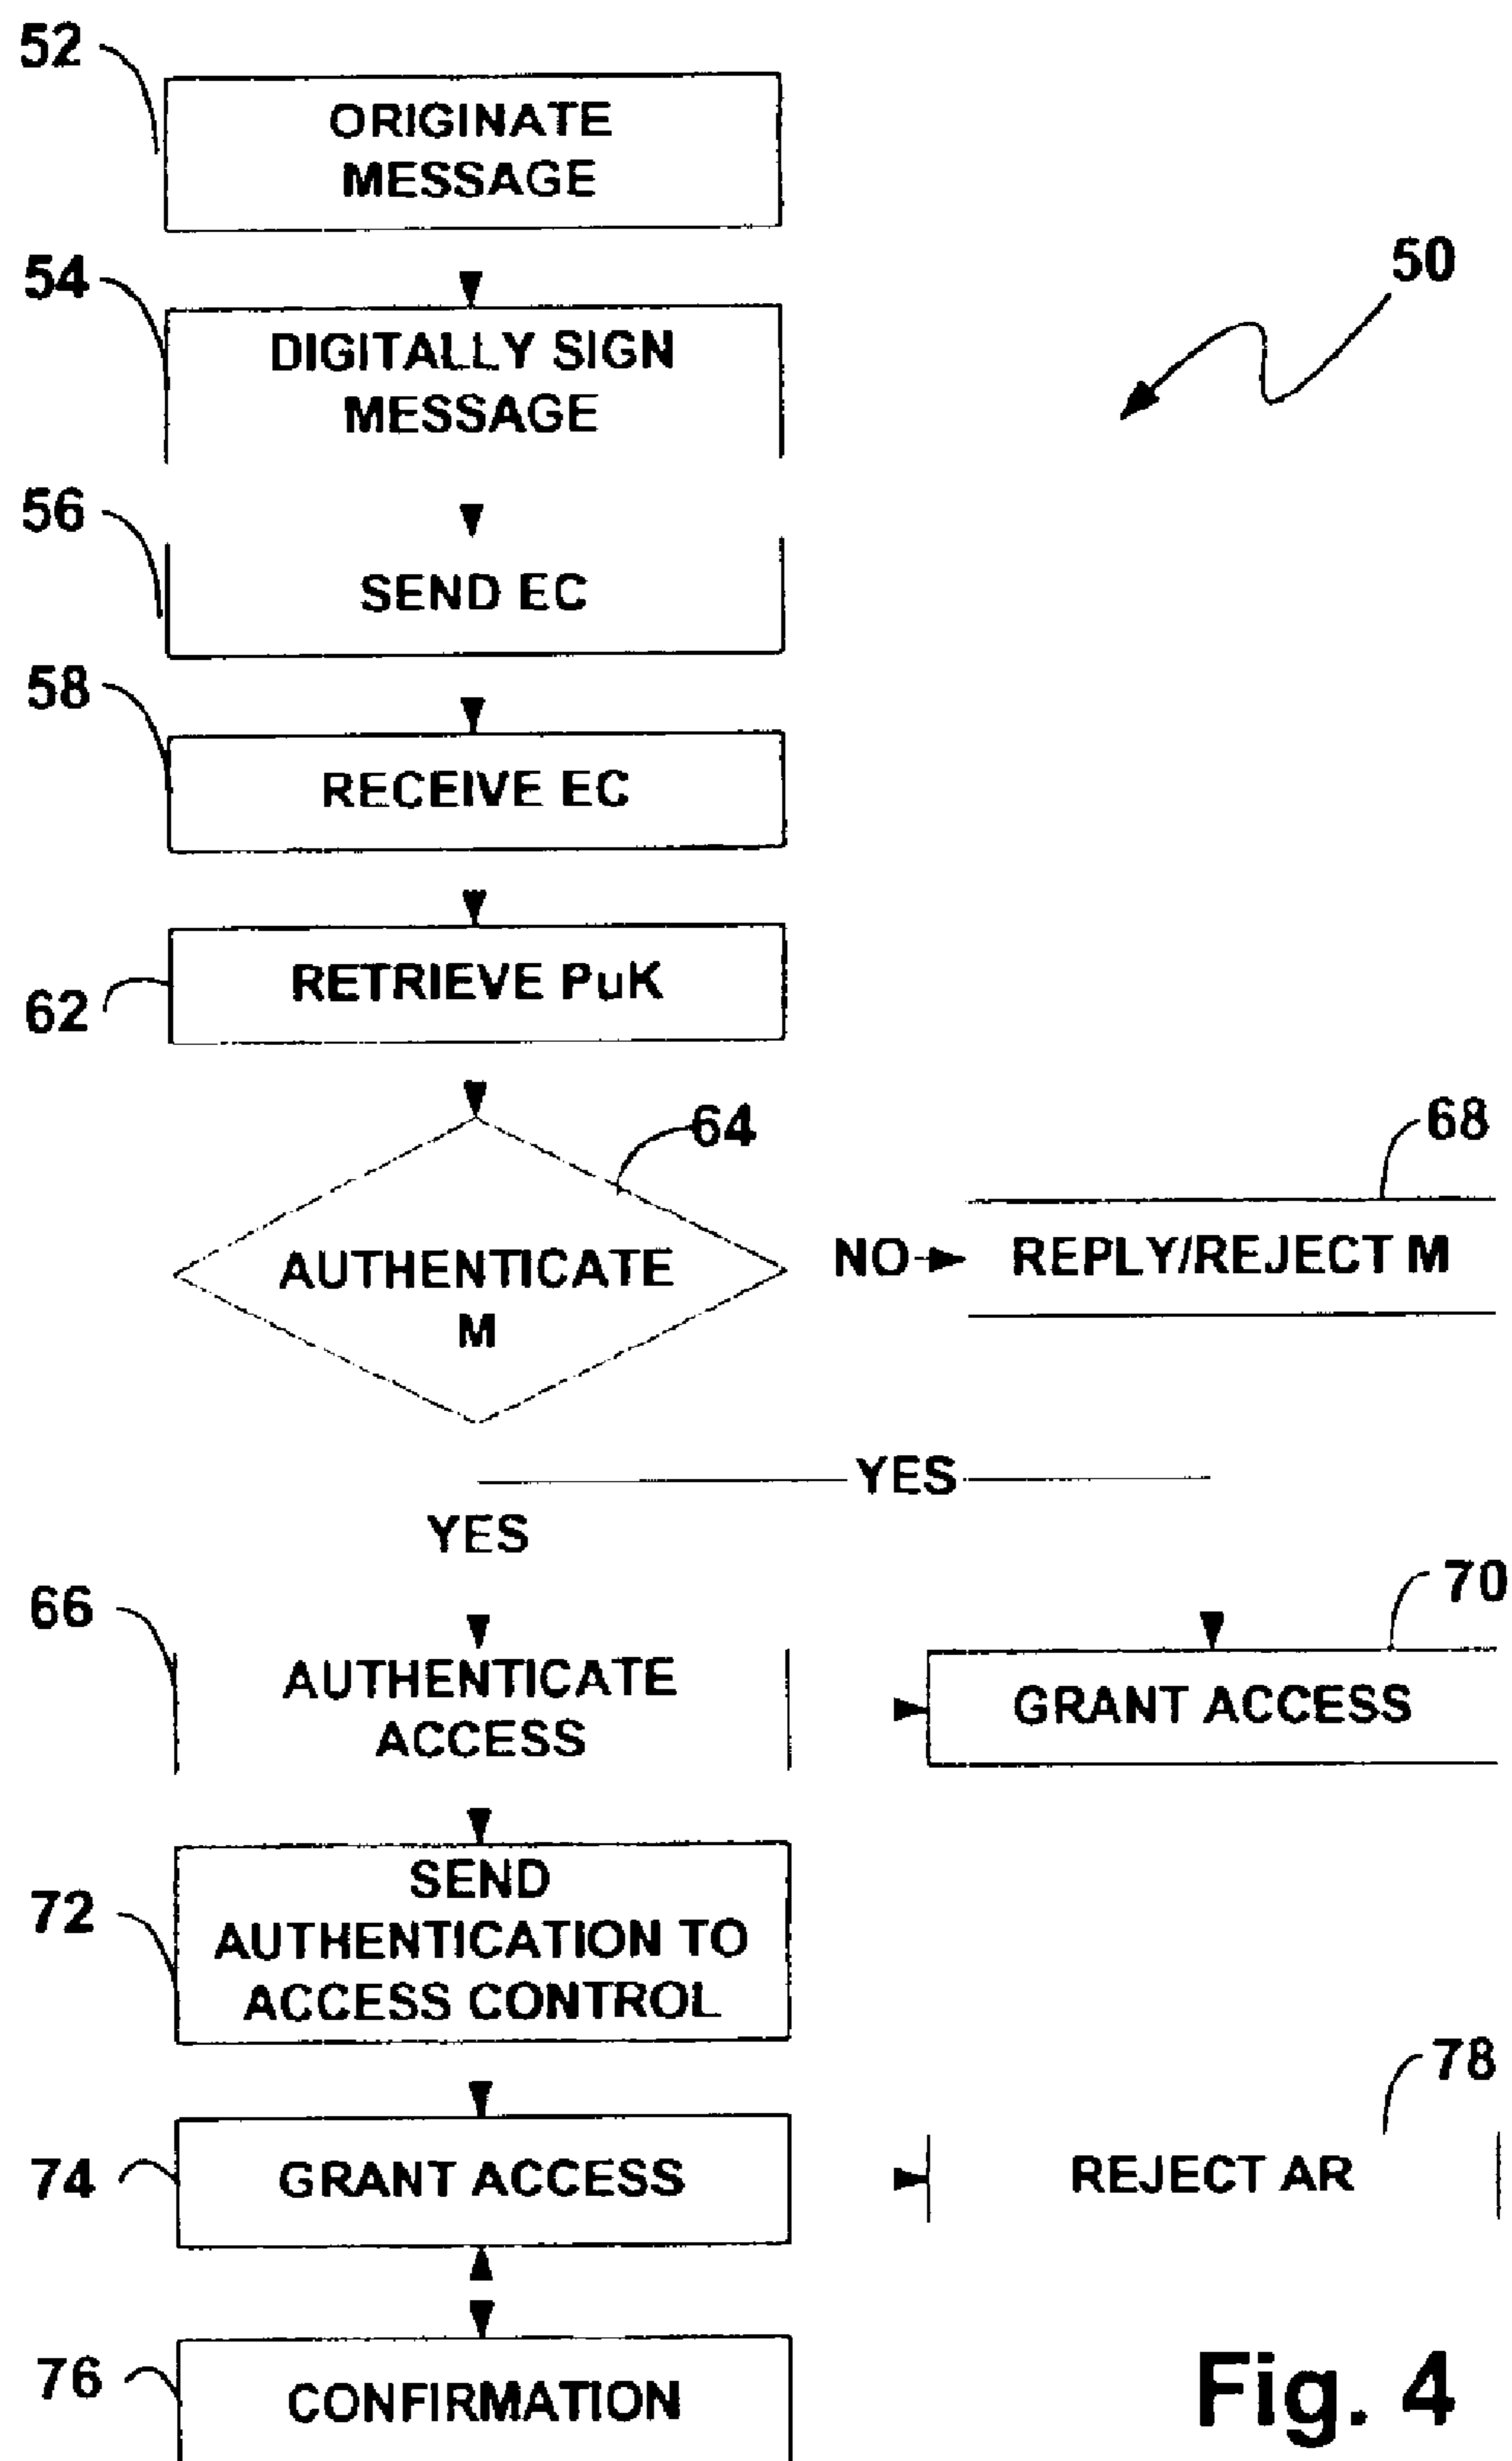 52
ORIGINATE
MESSAGE
54
DIGITALLY SIGN
MESSAGE
50
56
SEND EC
58
RECEIVE EC
62
RETRIEVE PuK
64
AUTHENTICATE
M
NO
68
REPLY/REJECT M
YES
YES
66
AUTHENTICATE
ACCESS
70
GRANT ACCESS
72
SEND
AUTHENTICATION TO
ACCESS CONTROL
74
GRANT ACCESS
78
REJECT AR
76
CONFIRMATION
Fig. 4